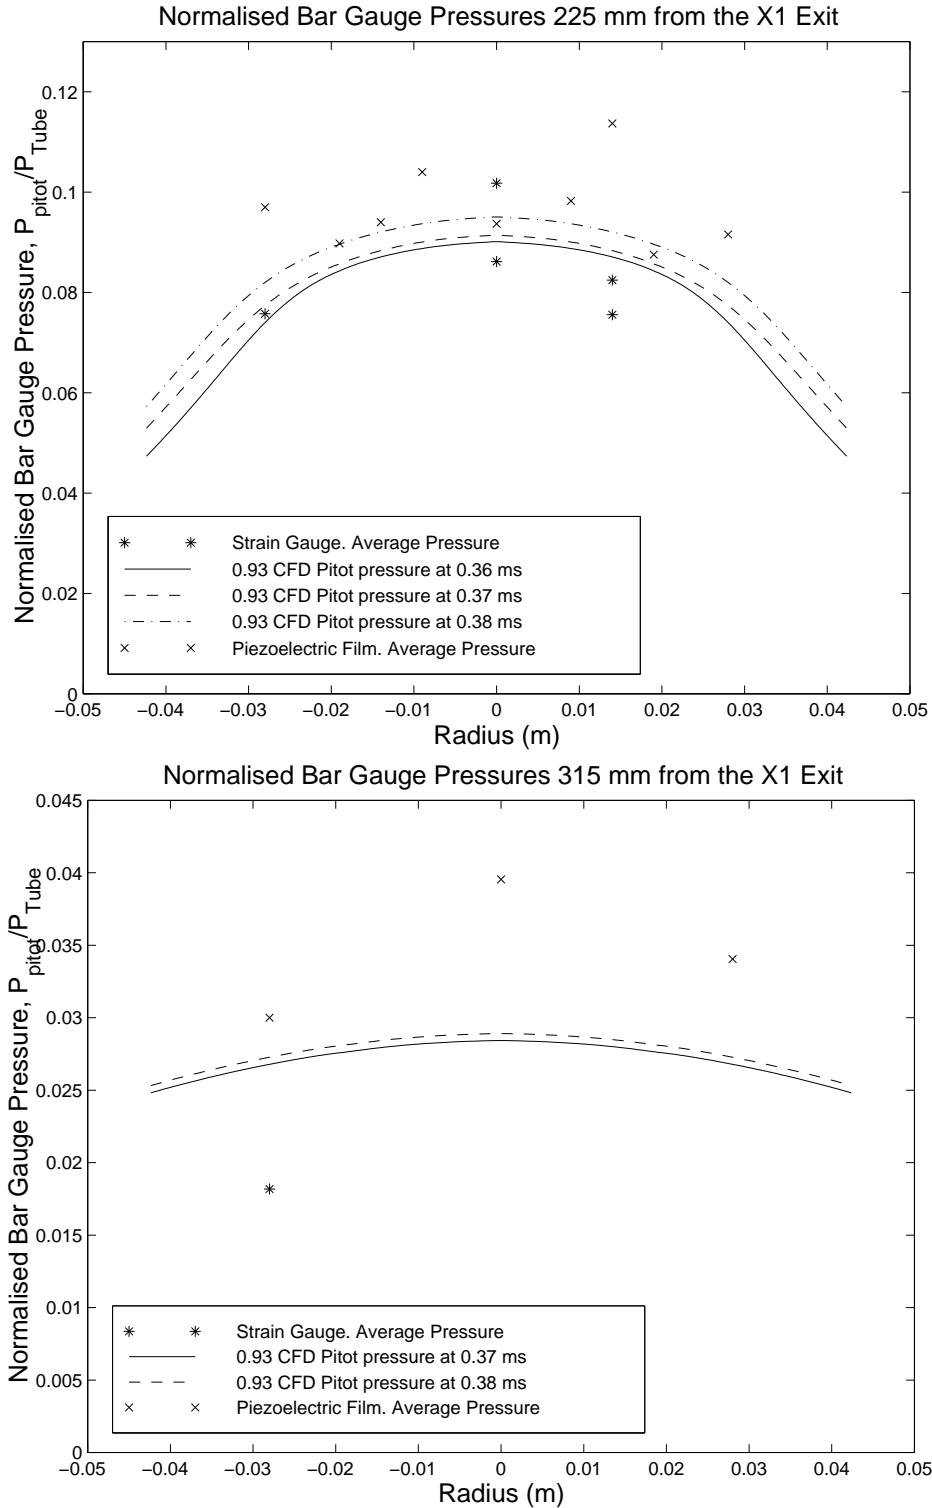 Normalised Bar Gauge Pressures 225 mm from the X1 Exit
Normalised Bar Gauge Pressure, P_pitot/P_Tube
0.12
0.1
0.08
0.06
0.04
0.02
0
Strain Gauge. Average Pressure
0.93 CFD Pitot pressure at 0.36 ms
0.93 CFD Pitot pressure at 0.37 ms
0.93 CFD Pitot pressure at 0.38 ms
Piezoelectric Film. Average Pressure
−0.05 −0.04 −0.03 −0.02 −0.01 0 0.01 0.02 0.03 0.04 0.05
Radius (m)
Normalised Bar Gauge Pressures 315 mm from the X1 Exit
Normalised Bar Gauge Pressure, P_pitot/P_Tube
0.045
0.04
0.035
0.03
0.025
0.02
0.015
0.01
0.005
0
Strain Gauge. Average Pressure
0.93 CFD Pitot pressure at 0.37 ms
0.93 CFD Pitot pressure at 0.38 ms
Piezoelectric Film. Average Pressure
−0.05 −0.04 −0.03 −0.02 −0.01 0 0.01 0.02 0.03 0.04 0.05
Radius (m)